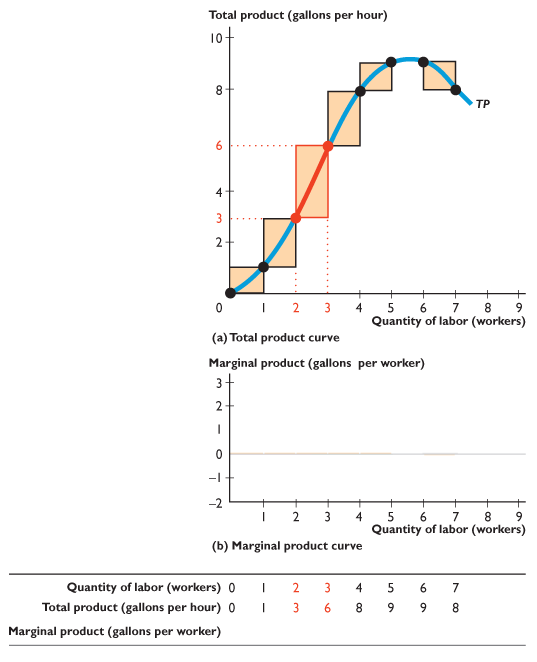 Total product (gallons per hour)
10
8
6
4
3
2
0
TP
1 2 3 4 5 6 7 8 9
Quantity of labor (workers)
(a) Total product curve
Marginal product (gallons per worker)
3
2
1
0
–1
–2
1 2 3 4 5 6 7 8 9
Quantity of labor (workers)
(b) Marginal product curve
Quantity of labor (workers) 0 1 2 3 4 5 6 7
Total product (gallons per hour) 0 1 3 6 8 9 9 8
Marginal product (gallons per worker)